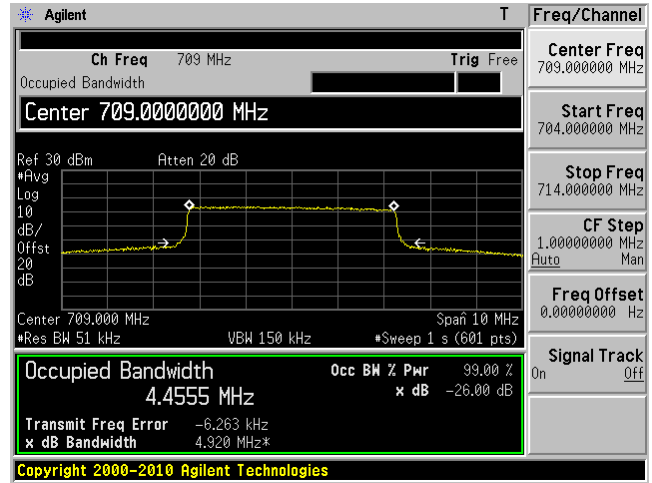 Agilent T
Freq/Channel
Ch Freq 709 MHz Trig Free
Occupied Bandwidth
Center 709.0000000 MHz
Ref 30 dBm Atten 20 dB
#Avg
Log
10
dB/
Offst
20
dB
Center 709.000 MHz Span 10 MHz
#Res BW 51 kHz VBW 150 kHz #Sweep 1 s (601 pts)
Occupied Bandwidth
4.4555 MHz
Occ BW % Pwr 99.00 %
x dB -26.00 dB
Transmit Freq Error -6.263 kHz
x dB Bandwidth 4.920 MHz*
Copyright 2000-2010 Agilent Technologies
Center Freq
709.000000 MHz
Start Freq
704.000000 MHz
Stop Freq
714.000000 MHz
CF Step
1.00000000 MHz
Auto Man
Freq Offset
0.00000000 Hz
Signal Track
On Off